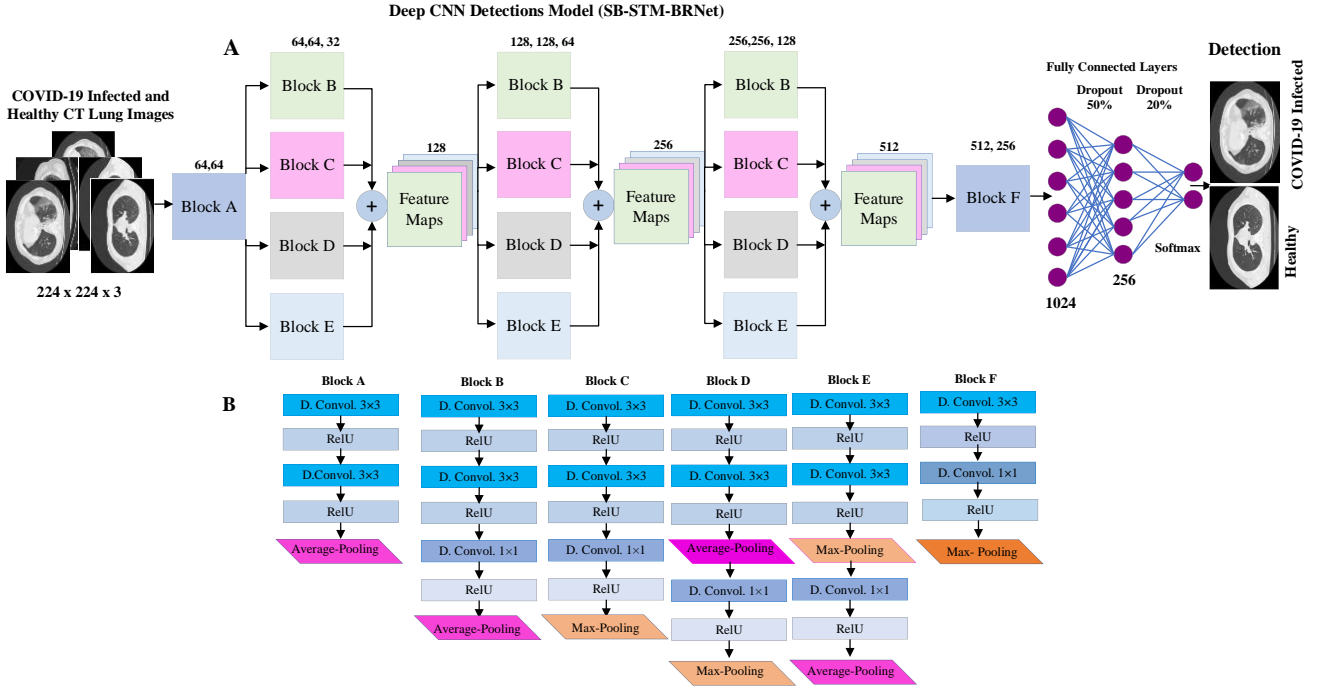 Deep CNN Detections Model (SB-STM-BRNet)
A
COVID-19 Infected and
Healthy CT Lung Images
224 x 224 x 3
64,64
Block A
64,64, 32
Block B
Block C
Block D
Block E
+
128
Feature
Maps
128, 128, 64
Block B
Block C
Block D
Block E
+
256
Feature
Maps
256,256, 128
Block B
Block C
Block D
Block E
+
512
Feature
Maps
512, 256
Block F
Fully Connected Layers
Dropout
50%
Dropout
20%
1024
256
Softmax
Detection
COVID-19 Infected
Healthy
B
Block A
D. Convol. 3×3
RelU
D.Convol. 3×3
RelU
Average-Pooling
Block B
D. Convol. 3×3
RelU
D. Convol. 3×3
RelU
D. Convol. 1×1
RelU
Average-Pooling
Block C
D. Convol. 3×3
RelU
D. Convol. 3×3
RelU
D. Convol. 1×1
RelU
Max-Pooling
Block D
D. Convol. 3×3
RelU
D. Convol. 3×3
RelU
Average-Pooling
D. Convol. 1×1
RelU
Max-Pooling
Block E
D. Convol. 3×3
RelU
D. Convol. 3×3
RelU
Max-Pooling
D. Convol. 1×1
RelU
Average-Pooling
Block F
D. Convol. 3×3
RelU
D. Convol. 1×1
RelU
Max- Pooling